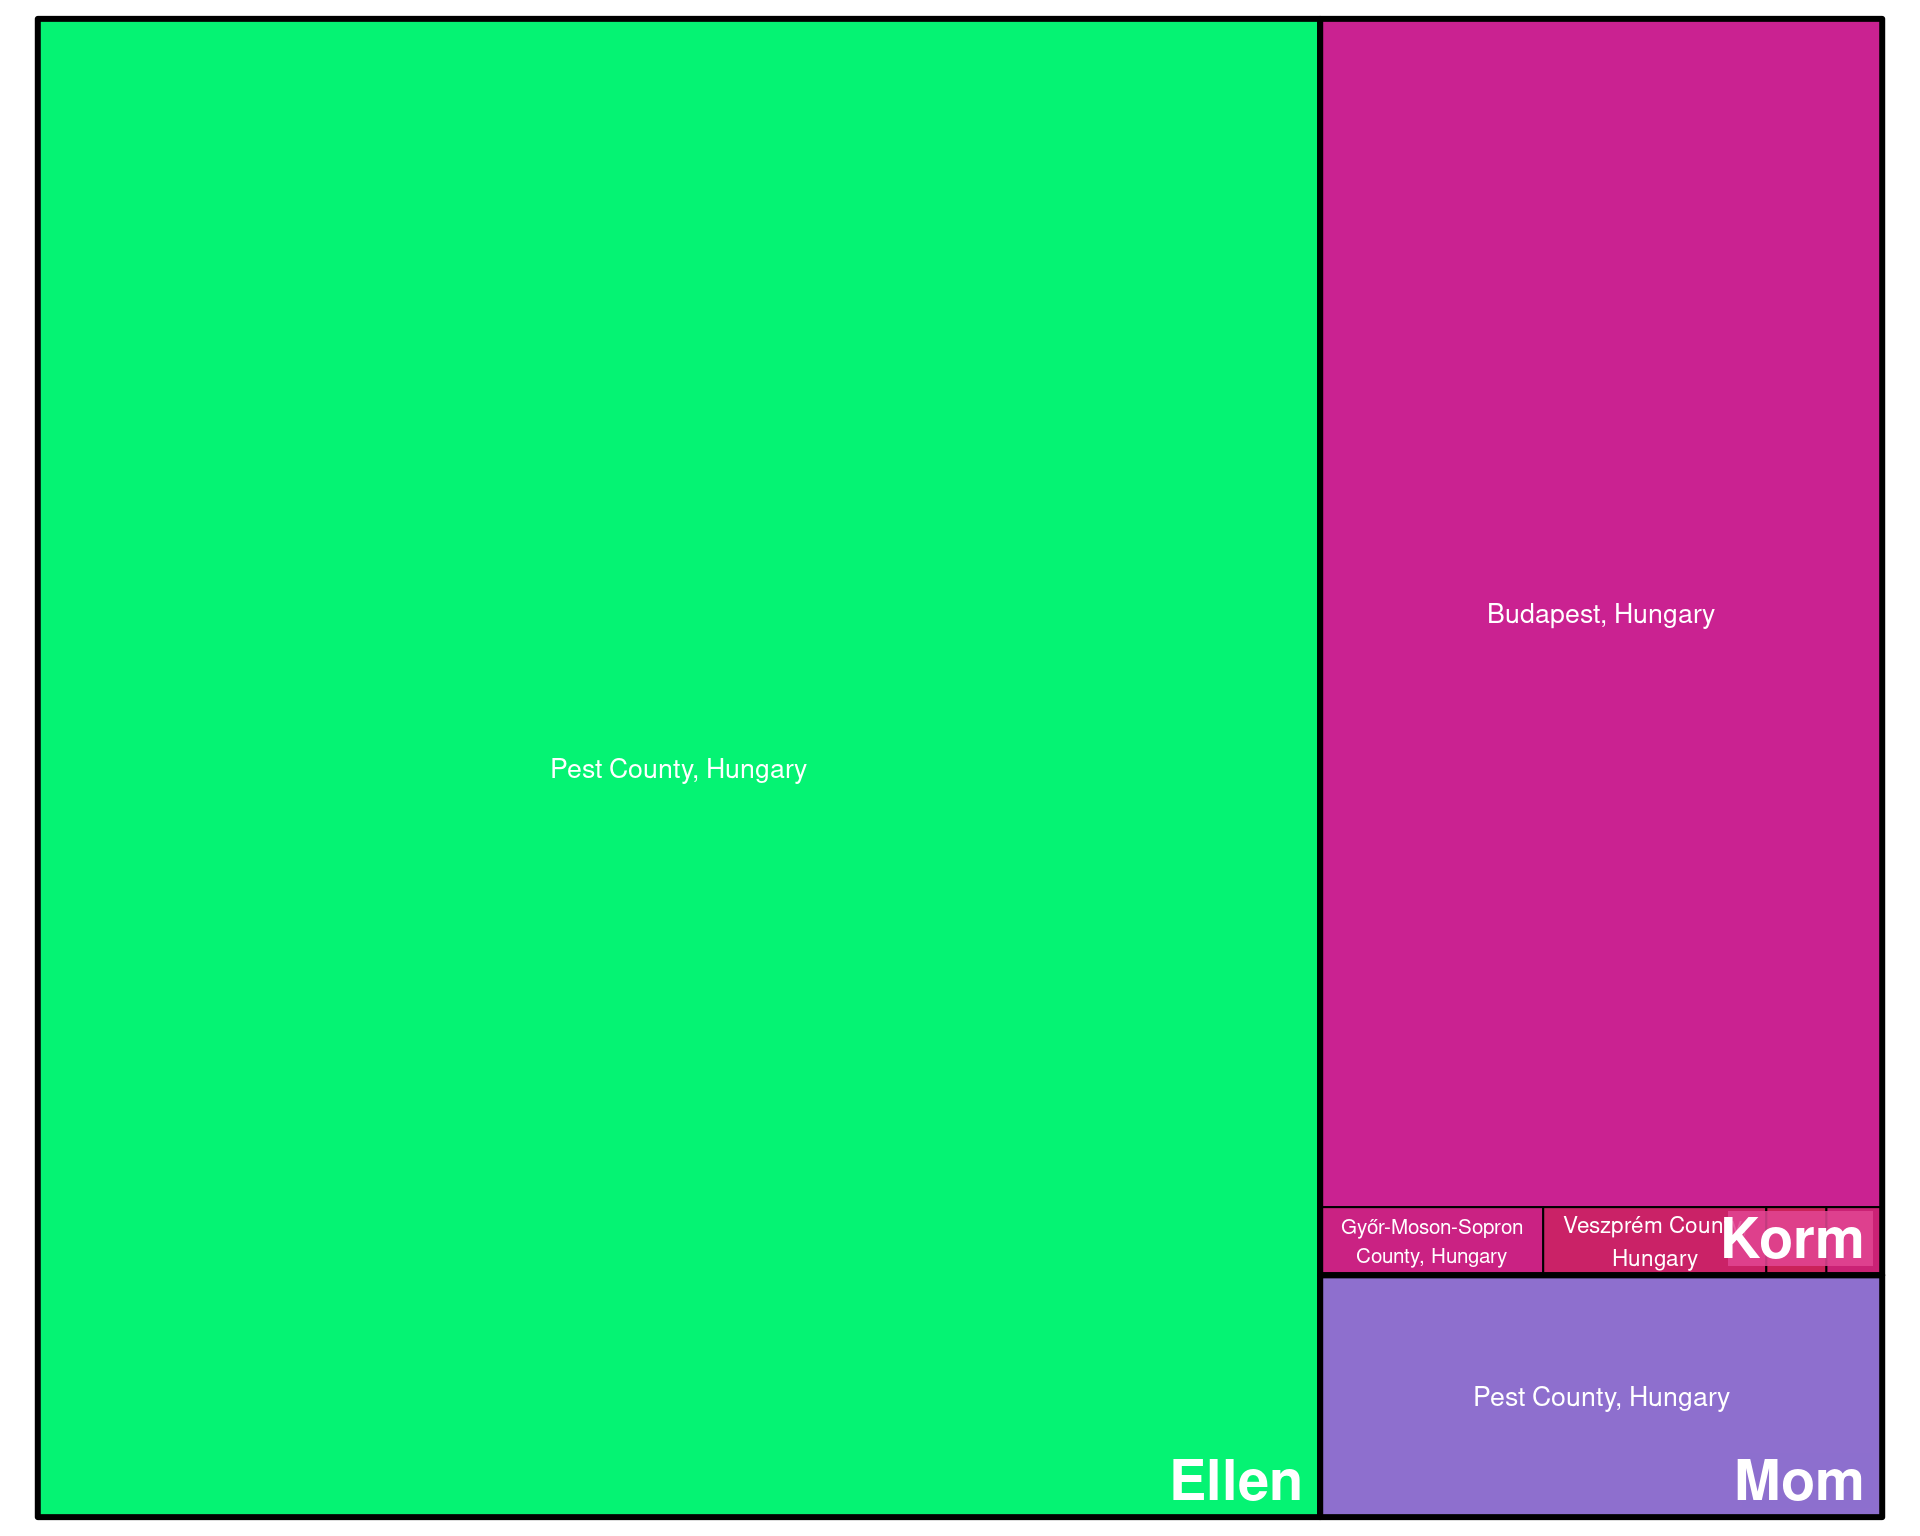 Pest County, Hungary
Ellen
Budapest, Hungary
Győr-Moson-Sopron
County, Hungary
Veszprém Coun
Hungary
Korm
Pest County, Hungary
Mom